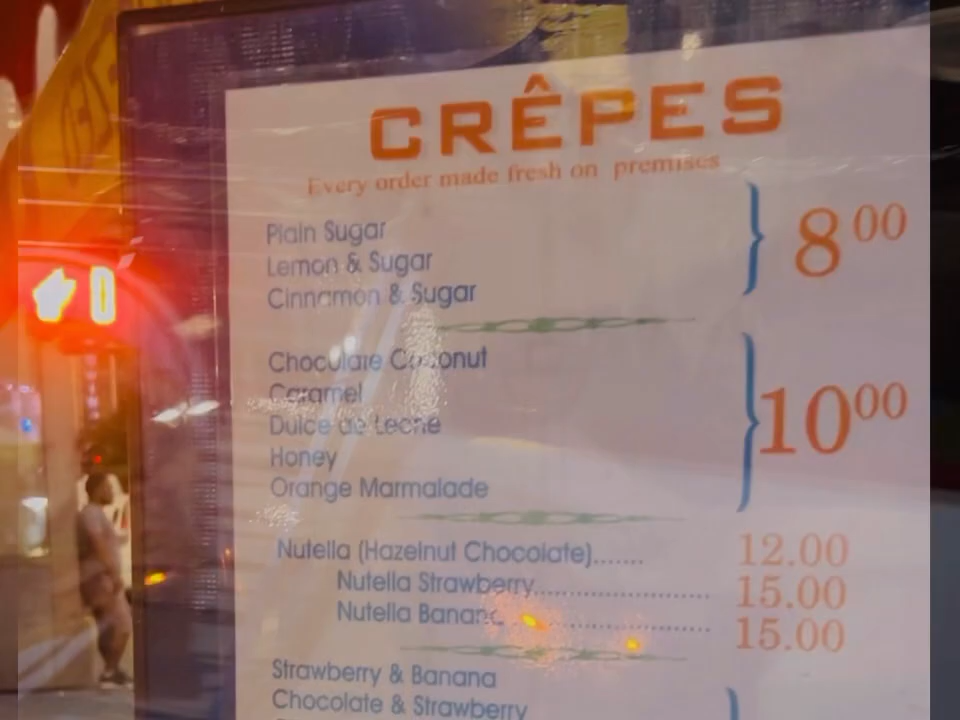 CRÊPES
Every order made fresh on premises
Plain Sugar
Lemon & Sugar
Cinnamon & Sugar
8 00
Chocolate Coconut
Caramel
Dulce de Leche
Honey
Orange Marmalade
10 00
Nutella (Hazelnut Chocolate)....... 12.00
Nutella Strawberry.............................. 15.00
Nutella Banana.............................. 15.00
Strawberry & Banana
Chocolate & Strawberry
0